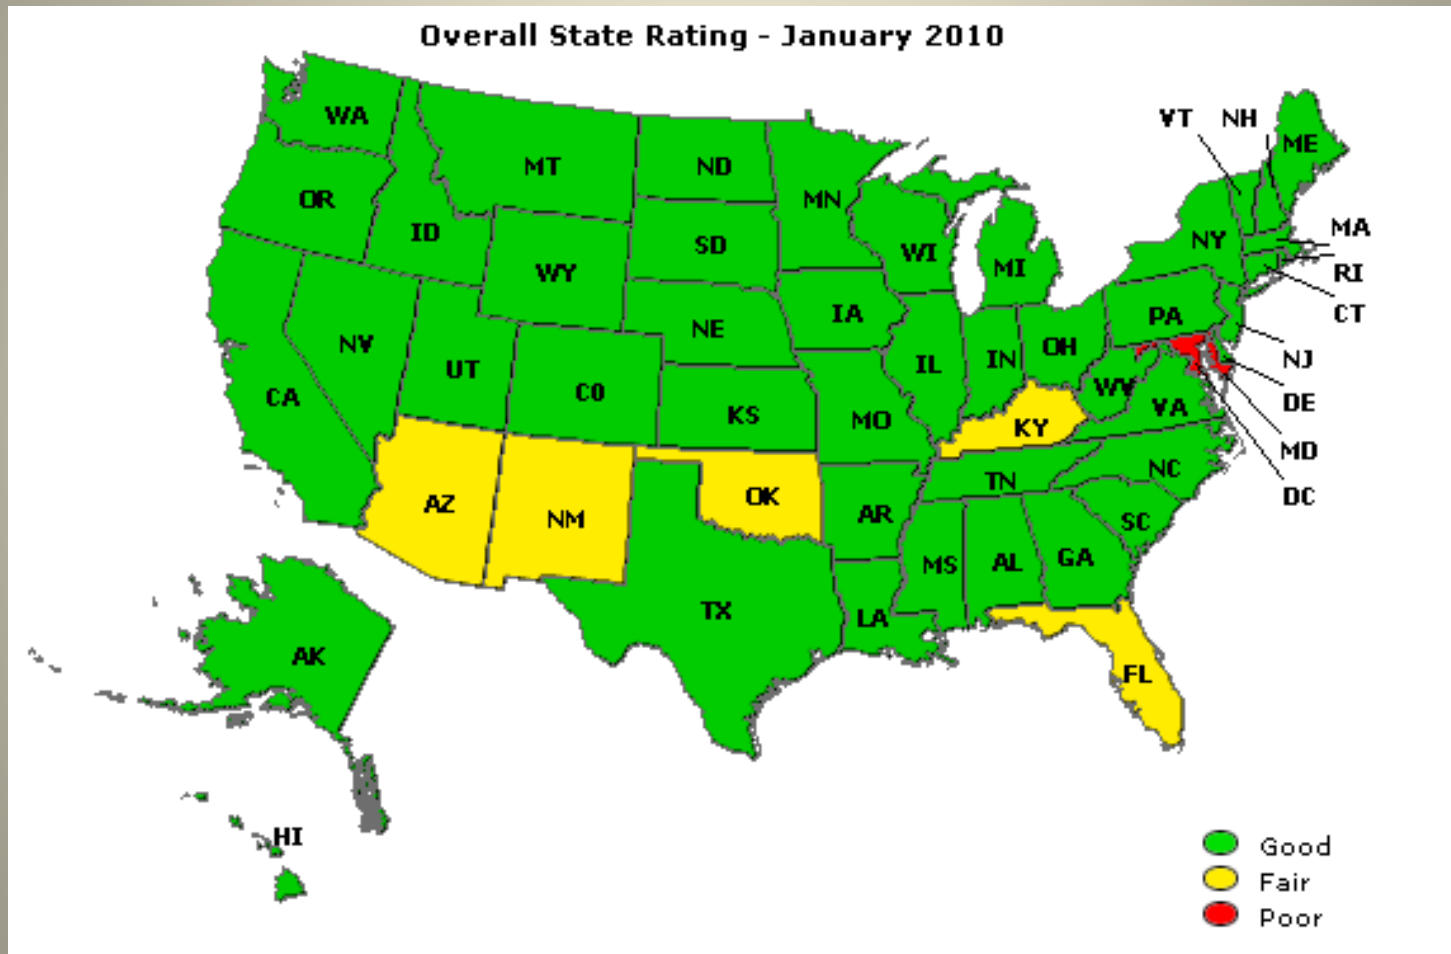 Overall State Rating - January 2010
WA
MT
ND
MN
VT
NH
ME
OR
ID
SD
WI
MI
NY
MA
RI
CT
WY
NE
IA
PA
NJ
NV
UT
CO
KS
MO
IL
IN
OH
WV
VA
DE
MD
DC
CA
KY
AZ
NM
OK
AR
TN
NC
SC
MS
AL
GA
TX
LA
FL
AK
HI
Good
Fair
Poor